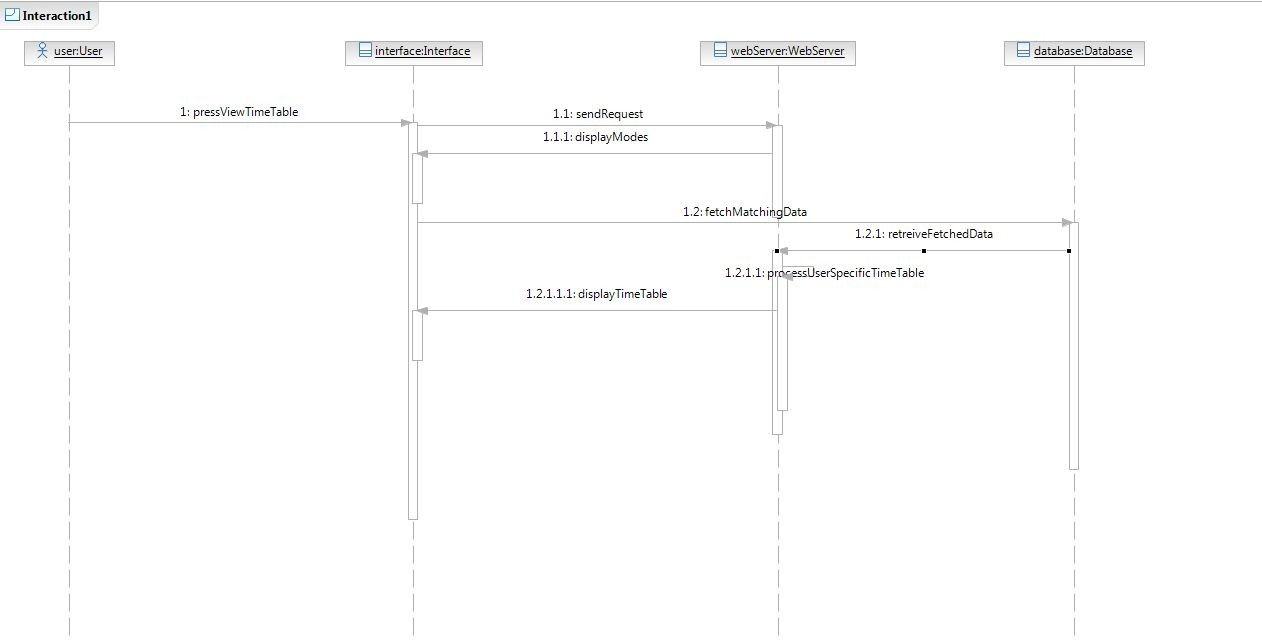 Interaction1
user:User
interface:Interface
webServer:WebServer
database:Database
1: pressViewTimeTable
1.1: sendRequest
1.1.1: displayModes
1.2: fetchMatchingData
1.2.1: retreiveFetchedData
1.2.1.1: processUserSpecificTimeTable
1.2.1.1.1: displayTimeTable